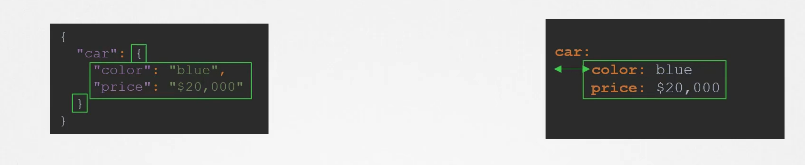 {
"car": {
"color": "blue",
"price": "$20,000"
}
}
car:
color: blue
price: $20,000